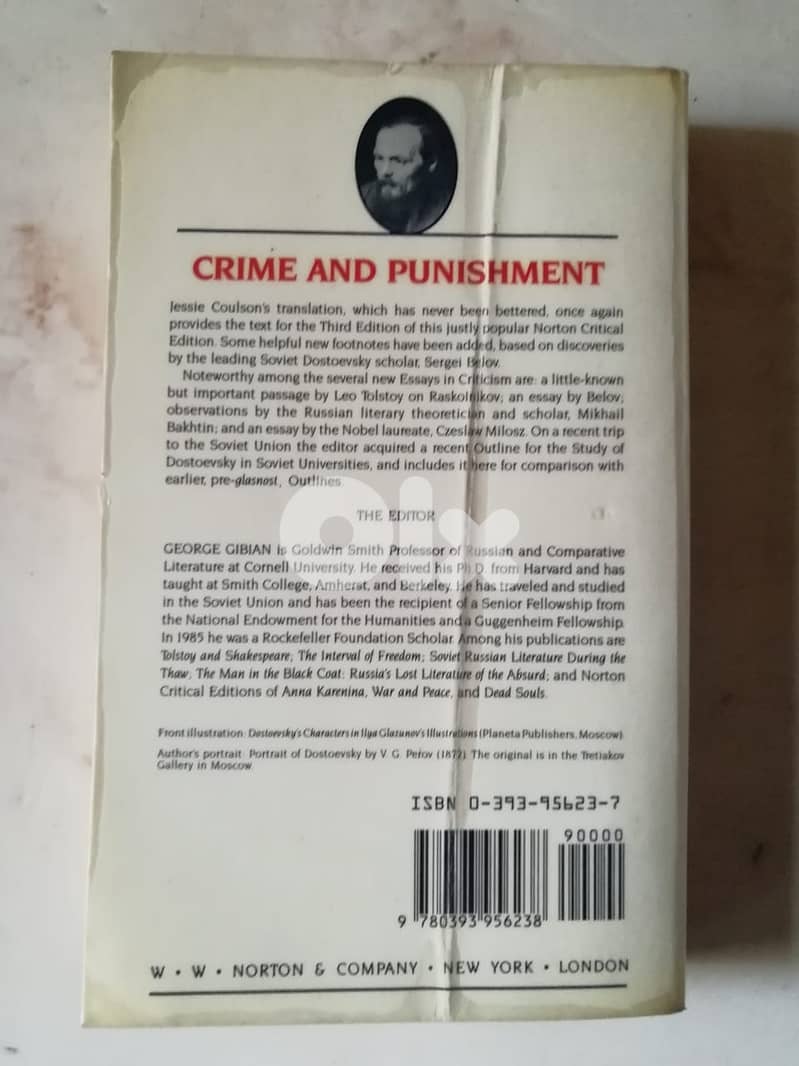 CRIME AND PUNISHMENT
Jessie Coulson's translation, which has never been bettered, once again
provides the text for the Third Edition of this justly popular Norton Critical
Edition. Some helpful new footnotes have been added, based on discoveries
by the leading Soviet Dostoevsky scholar, Sergei Belov.
Noteworthy among the several new Essays in Criticism are: a little-known
but important passage by Leo Tolstoy on Raskolnikov; an essay by Belov;
observations by the Russian literary theoretician and scholar, Mikhail
Bakhtin; and an essay by the Nobel laureate, Czeslaw Milosz. On a recent trip
to the Soviet Union the editor acquired a recent Outline for the Study of
Dostoevsky in Soviet Universities, and includes it here for comparison with
earlier, pre-glasnost, Outlines.
olx
THE EDITOR
GEORGE GIBIAN is Goldwin Smith Professor of Russian and Comparative
Literature at Cornell University. He received his Ph.D. from Harvard and has
taught at Smith College, Amherst, and Berkeley. He has traveled and studied
in the Soviet Union and has been the recipient of a Senior Fellowship from
the National Endowment for the Humanities and a Guggenheim Fellowship.
In 1985 he was a Rockefeller Foundation Scholar. Among his publications are
Tolstoy and Shakespeare; The Interval of Freedom; Soviet Russian Literature During the
Thaw; The Man in the Black Coat: Russia's Lost Literature of the Absurd; and Norton
Critical Editions of Anna Karenina, War and Peace, and Dead Souls.
Front illustration: Dostoevsky's Characters in Ilya Glazunov's Illustrations (Planeta Publishers, Moscow).
Author's portrait: Portrait of Dostoevsky by V. G. Perov (1872). The original is in the Tretiakov
Gallery in Moscow.
ISBN 0-393-95623-7
90000
9 780393 956238
W • W • NORTON & COMPANY • NEW YORK • LONDON